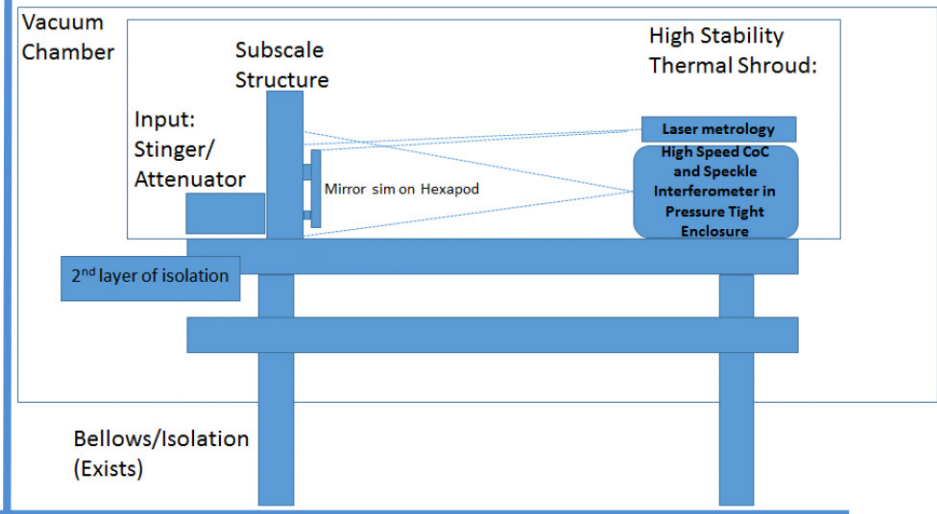 Vacuum
Chamber
Subscale
Structure
High Stability
Thermal Shroud:
Input:
Stinger/
Attenuator
Laser metrology
High Speed CoC
and Speckle
Interferometer in
Pressure Tight
Enclosure
Mirror sim on Hexapod
2nd layer of isolation
Bellows/Isolation
(Exists)